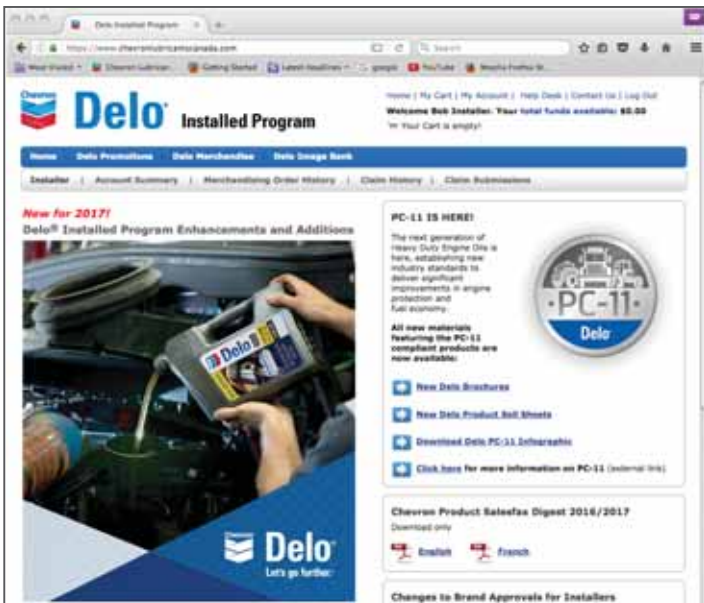 Delo Installed Program
https://www.chevronlubricantscanada.com
Search
Most Visited
Chevron Lubrican...
Getting Started
Latest Headlines
google
YouTube
Mozilla Firefox St...
Chevron
Delo
Installed Program
Home | My Cart | My Account | Help Desk | Contact Us | Log Out
Welcome Bob Installer. Your total funds available: $0.00
Your Cart is empty!
Home
Delo Promotions
Delo Merchandise
Delo Image Bank
Installer | Account Summary | Merchandising Order History | Claim History | Claim Submissions
New for 2017!
Delo® Installed Program Enhancements and Additions
Delo
Delo
Let's go further.
PC-11 IS HERE!
The next generation of
Heavy Duty Engine Oils is
here, establishing new
industry standards to
deliver significant
improvements in engine
protection and
fuel economy.
All new materials
featuring the PC-11
compliant products are
now available:
PC-11
Delo
New Delo Brochures
New Delo Product Sell Sheets
Download Delo PC-11 Infographic
Click here for more information on PC-11 (external link)
Chevron Product Salesfax Digest 2016/2017
Download only
English
French
Changes to Brand Approvals for Installers